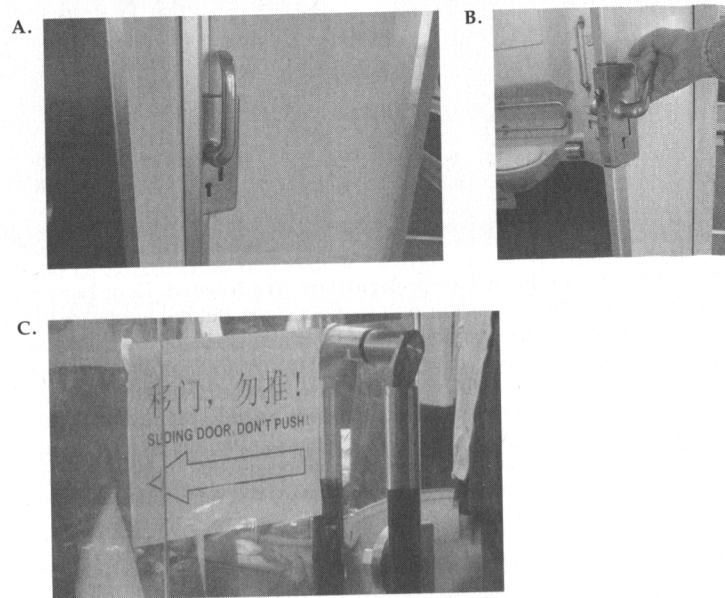 A.
B.
C.
移门，勿推！
SLIDING DOOR, DON'T PUSH!